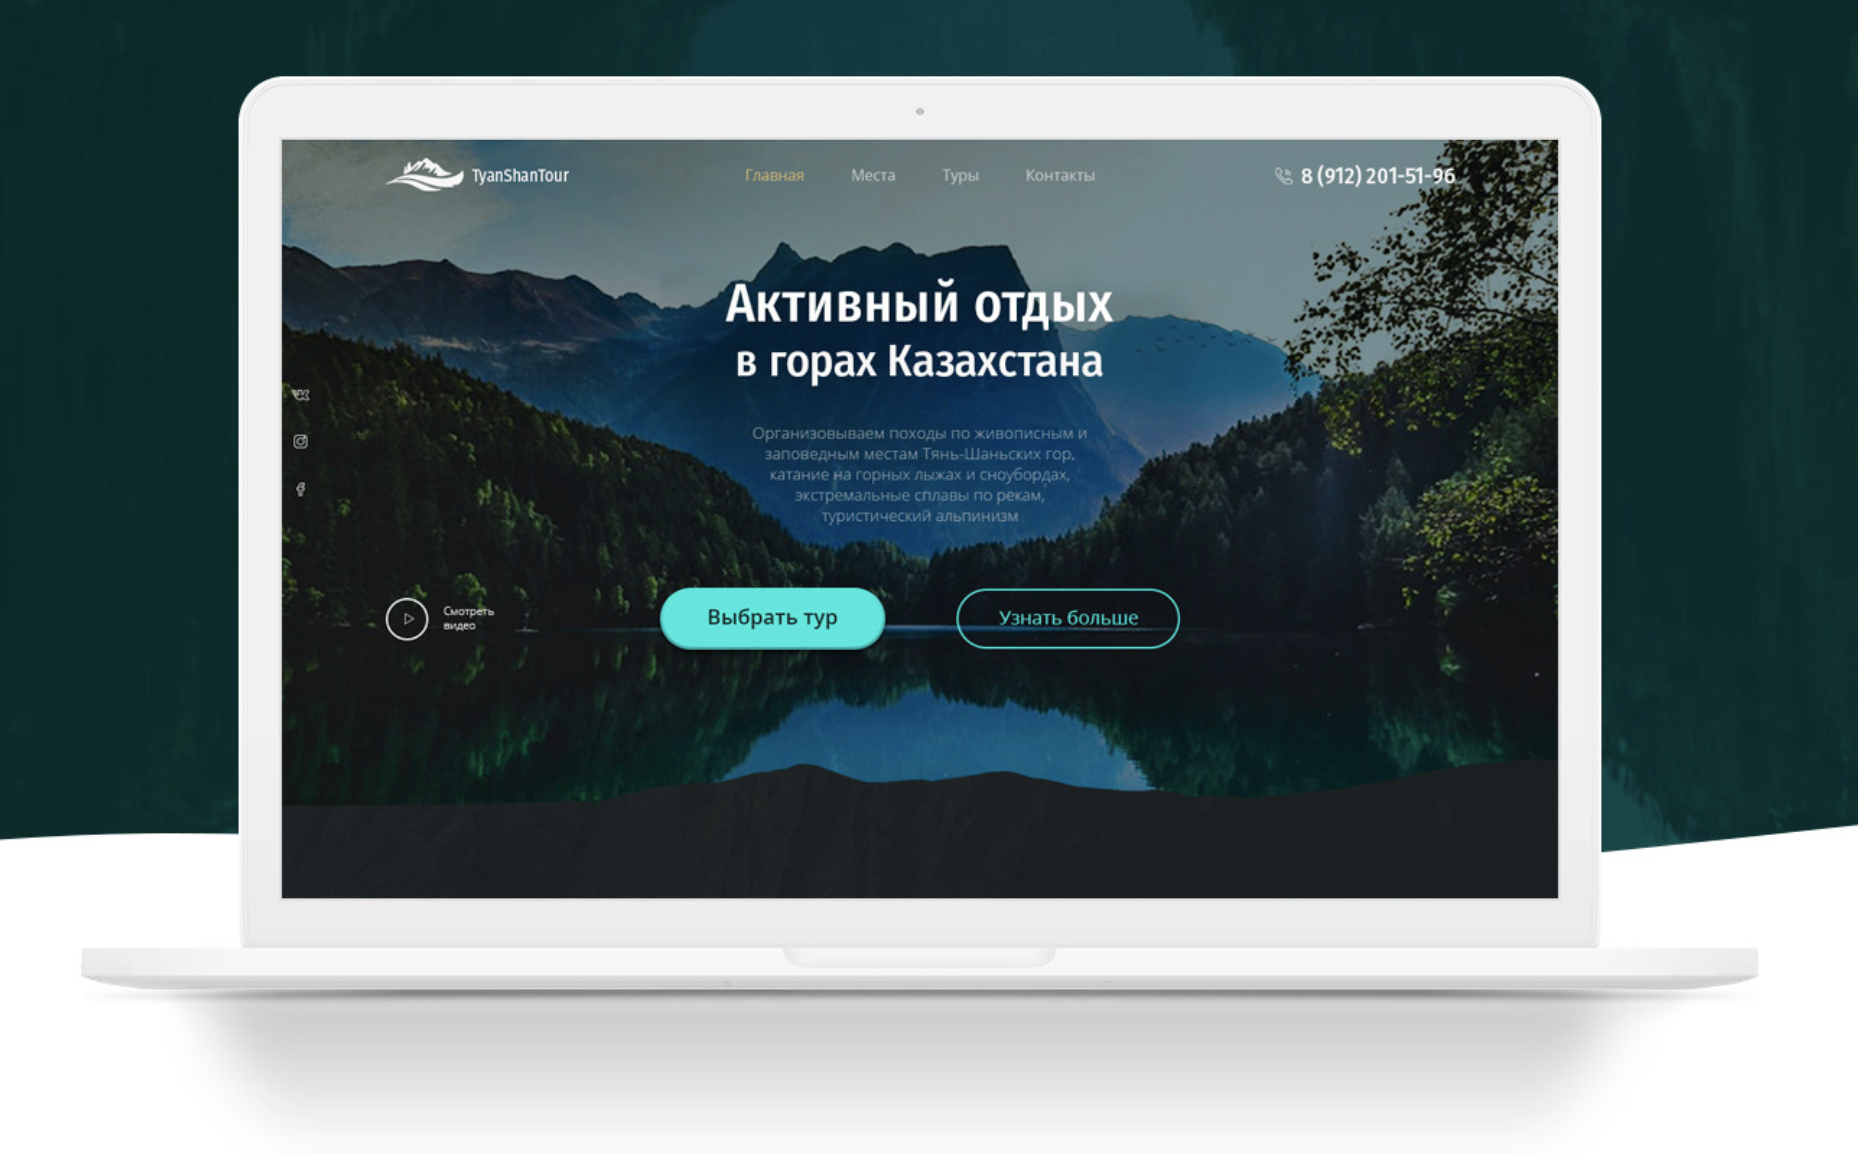 TyanShanTour
Главная Места Туры Контакты
8 (912) 201-51-96
Активный отдых
в горах Казахстана
Организовываем походы по живописным и
заповедным местам Тянь-Шаньских гор,
катание на горных лыжах и сноубордах,
экстремальные сплавы по рекам,
туристический альпинизм
Смотреть
видео
Выбрать тур
Узнать больше